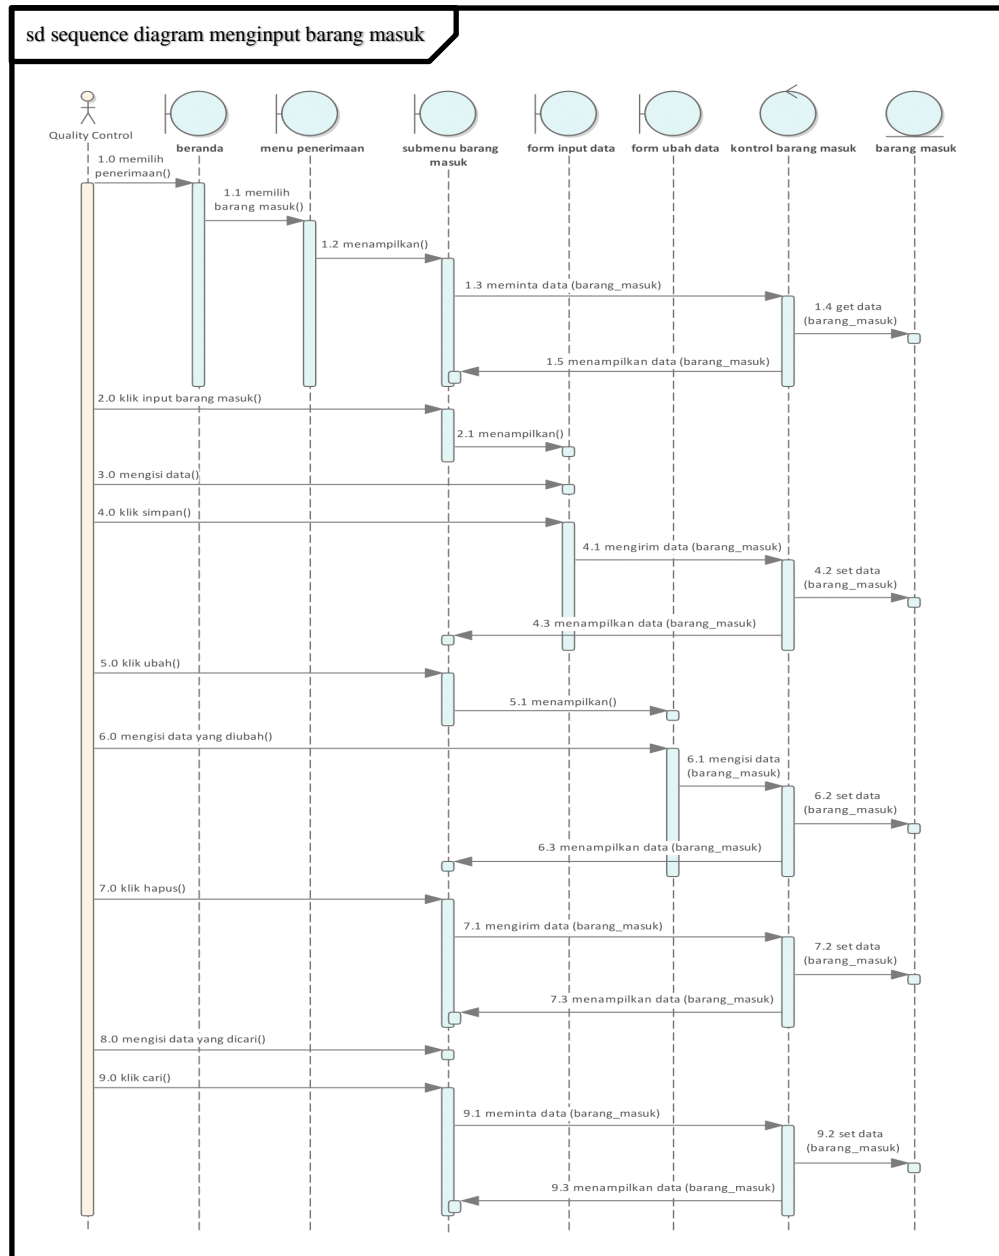 sd sequence diagram menginput barang masuk
Quality Control
beranda
menu penerimaan
submenu barang
masuk
form input data
form ubah data
kontrol barang masuk
barang masuk
1.0 memilih
penerimaan()
1.1 memilih
barang masuk()
1.2 menampilkan()
1.3 meminta data (barang_masuk)
1.4 get data
(barang_masuk)
1.5 menampilkan data (barang_masuk)
2.0 klik input barang masuk()
2.1 menampilkan()
3.0 mengisi data()
4.0 klik simpan()
4.1 mengirim data (barang_masuk)
4.2 set data
(barang_masuk)
4.3 menampilkan data (barang_masuk)
5.0 klik ubah()
5.1 menampilkan()
6.0 mengisi data yang diubah()
6.1 mengisi data
(barang_masuk)
6.2 set data
(barang_masuk)
6.3 menampilkan data (barang_masuk)
7.0 klik hapus()
7.1 mengirim data (barang_masuk)
7.2 set data
(barang_masuk)
7.3 menampilkan data (barang_masuk)
8.0 mengisi data yang dicari()
9.0 klik cari()
9.1 meminta data (barang_masuk)
9.2 set data
(barang_masuk)
9.3 menampilkan data (barang_masuk)